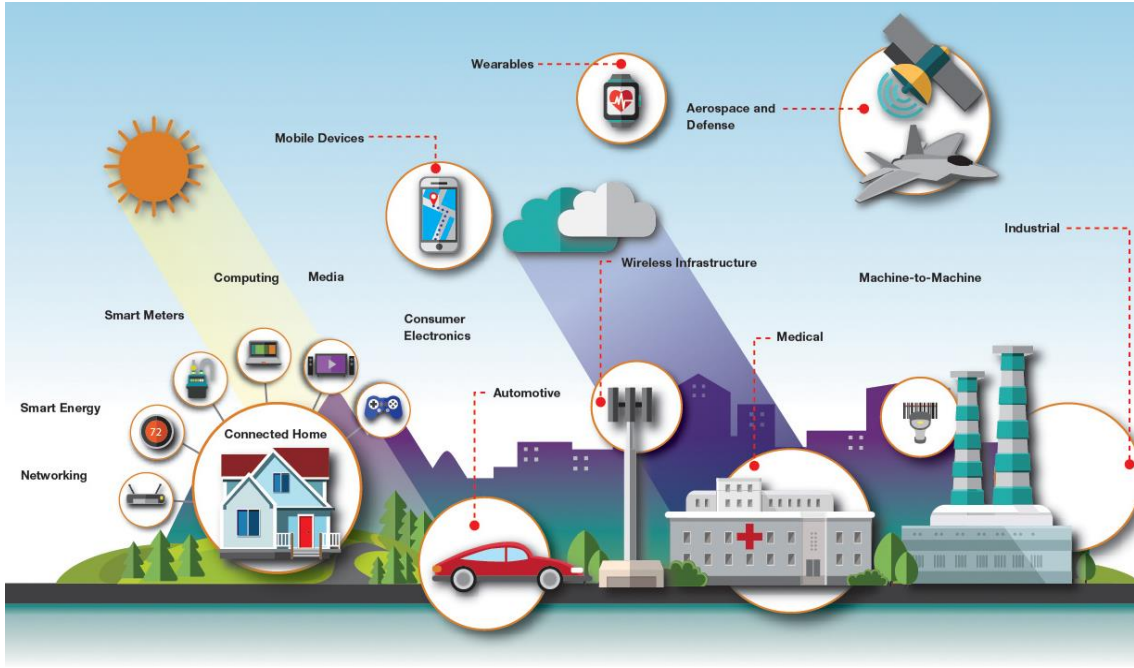 Wearables
Aerospace and
Defense
Mobile Devices
Industrial
Wireless Infrastructure
Computing
Media
Machine-to-Machine
Smart Meters
Consumer
Electronics
Medical
Automotive
Smart Energy
72
Connected Home
Networking